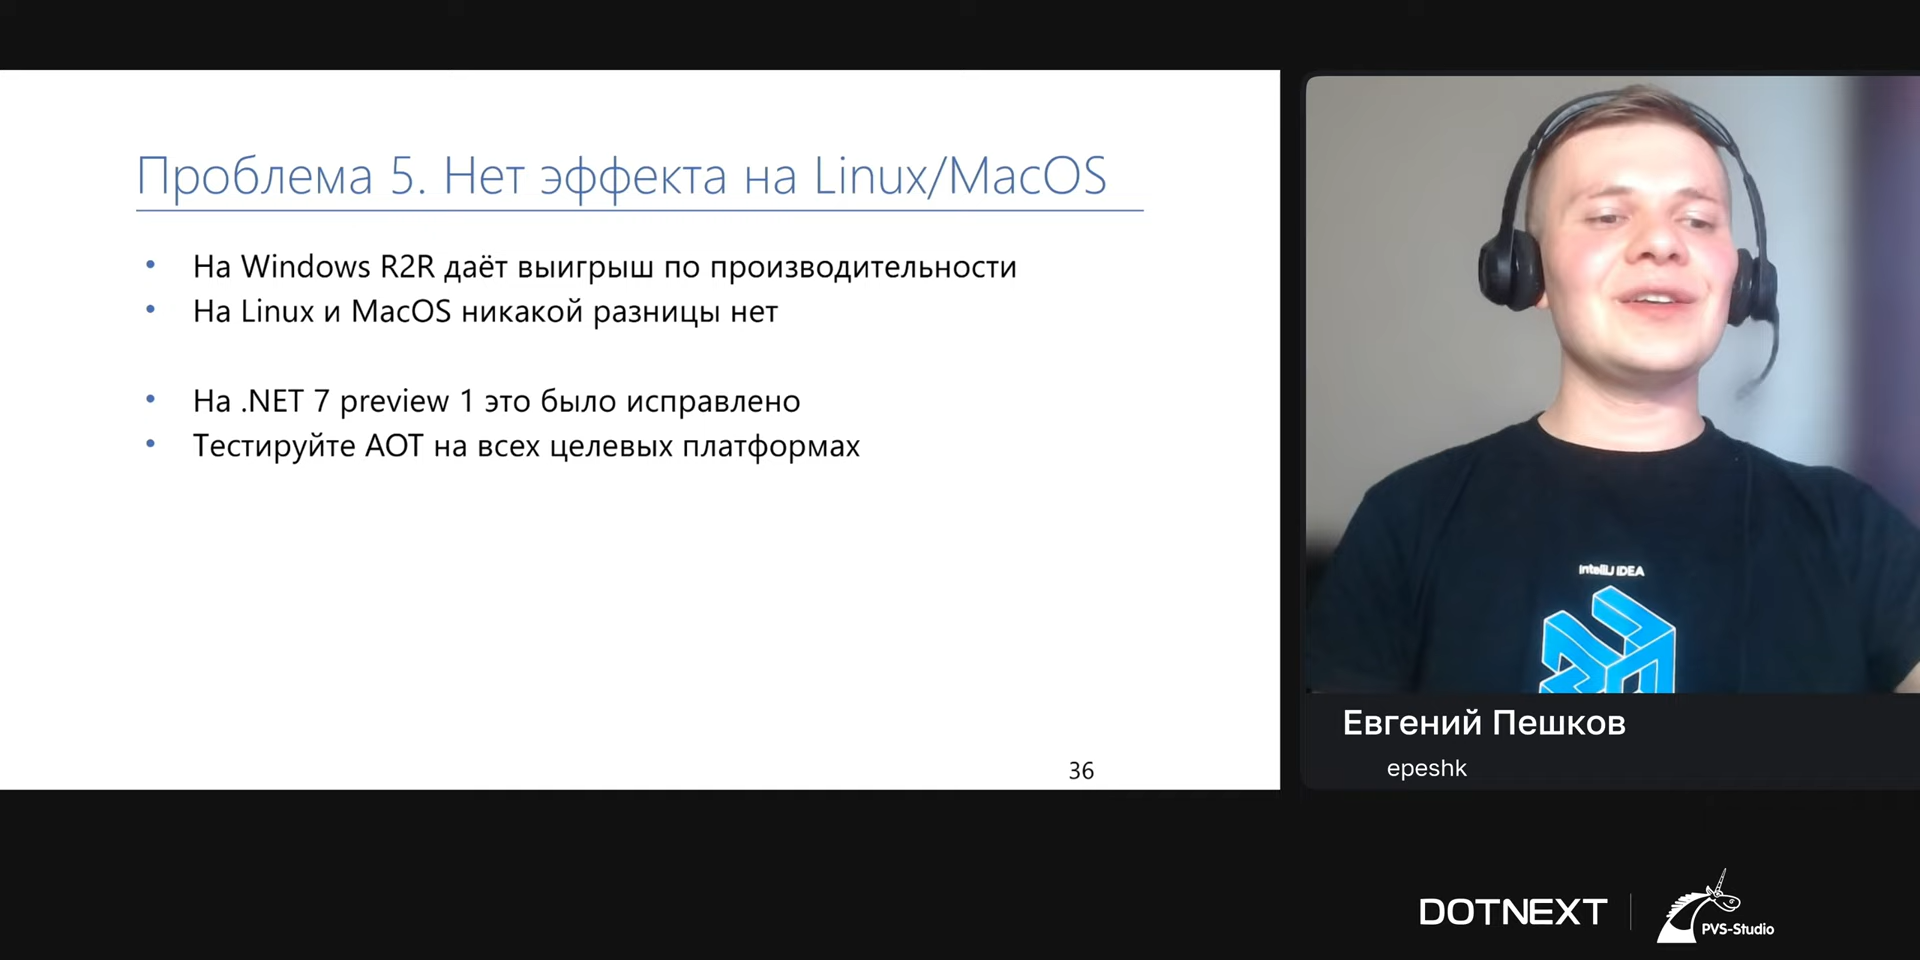 Проблема 5. Нет эффекта на Linux/MacOS
На Windows R2R даёт выигрыш по производительности
На Linux и MacOS никакой разницы нет
На .NET 7 preview 1 это было исправлено
Тестируйте AOT на всех целевых платформах
36
IntelliJ IDEA
Евгений Пешков
epeshk
DOTNEXT
PVS-Studio